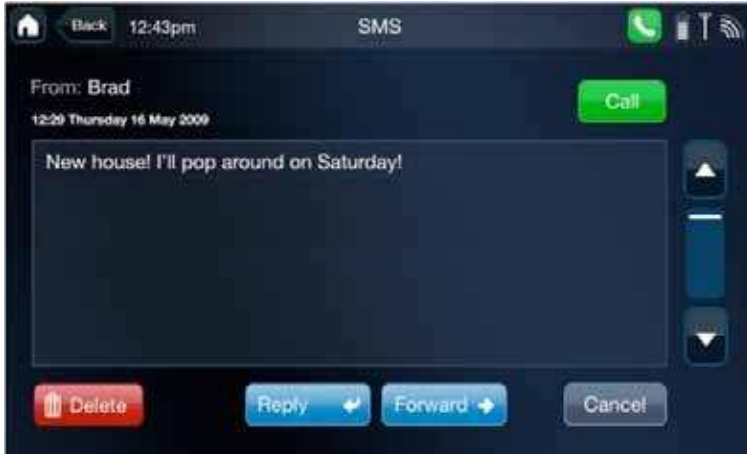 Back 12:43pm SMS
From: Brad
Call
12:29 Thursday 16 May 2009
New house! I'll pop around on Saturday!
Delete Reply Forward Cancel